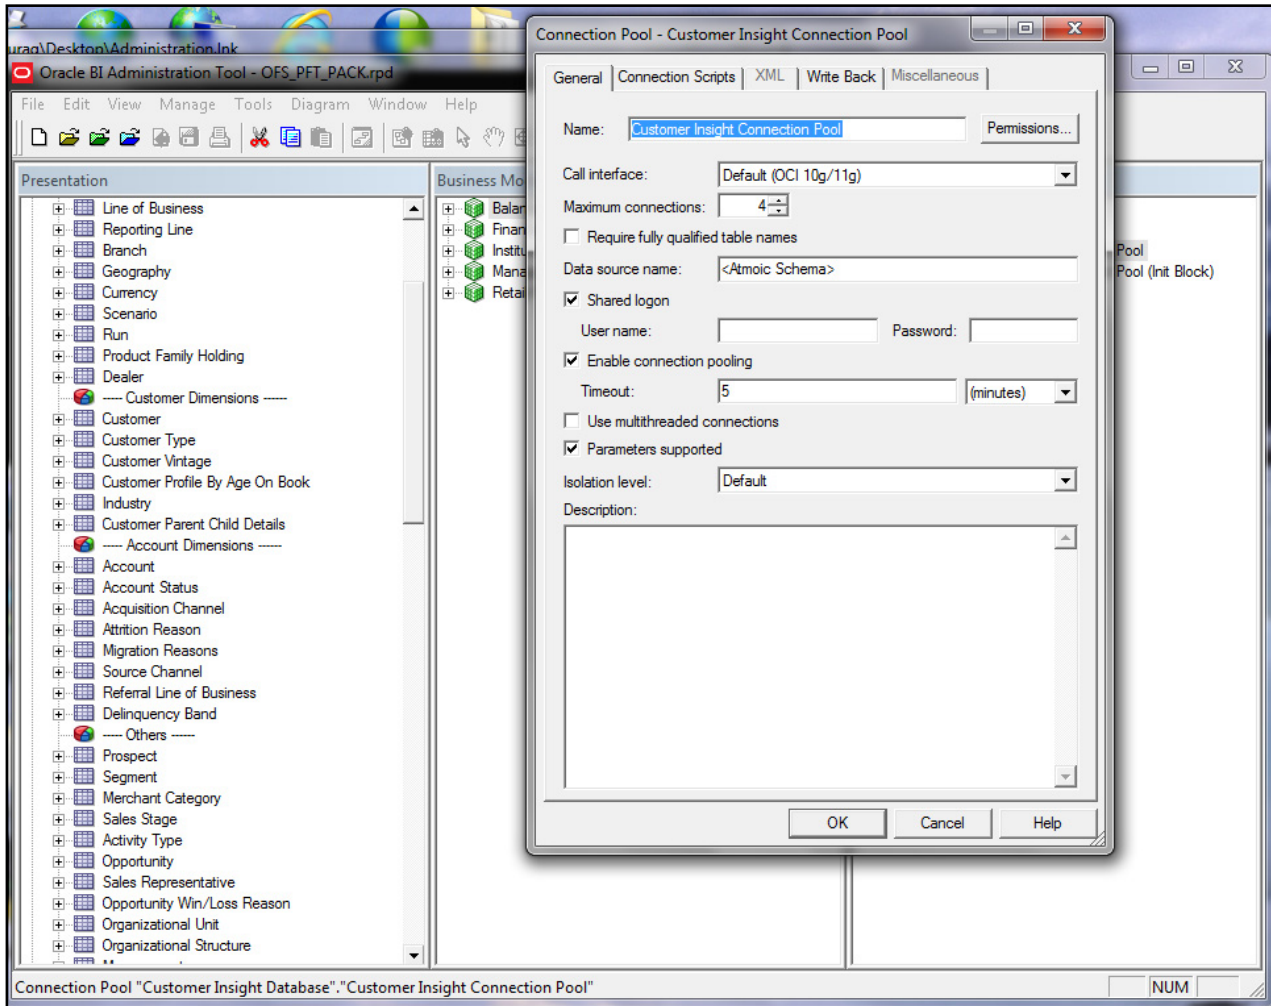 urag\Desktop\Administration.lnk
Oracle BI Administration Tool - OFS_PFT_PACK.rpd
File Edit View Manage Tools Diagram Window Help
Presentation
Line of Business
Reporting Line
Branch
Geography
Currency
Scenario
Run
Product Family Holding
Dealer
---- Customer Dimensions -----
Customer
Customer Type
Customer Vintage
Customer Profile By Age On Book
Industry
Customer Parent Child Details
---- Account Dimensions -----
Account
Account Status
Acquisition Channel
Attrition Reason
Migration Reasons
Source Channel
Referral Line of Business
Delinquency Band
---- Others -----
Prospect
Segment
Merchant Category
Sales Stage
Activity Type
Opportunity
Sales Representative
Opportunity Win/Loss Reason
Organizational Unit
Organizational Structure
Business Mo
Balan
Finan
Institu
Mana
Retai
Connection Pool - Customer Insight Connection Pool
General Connection Scripts XML Write Back Miscellaneous
Name: Customer Insight Connection Pool Permissions...
Call interface: Default (OCI 10g/11g)
Maximum connections: 4
Require fully qualified table names
Data source name: <Atmoic Schema>
Shared logon
User name: Password:
Enable connection pooling
Timeout: 5 (minutes)
Use multithreaded connections
Parameters supported
Isolation level: Default
Description:
OK Cancel Help
Pool
Pool (Init Block)
Connection Pool "Customer Insight Database"."Customer Insight Connection Pool"
NUM